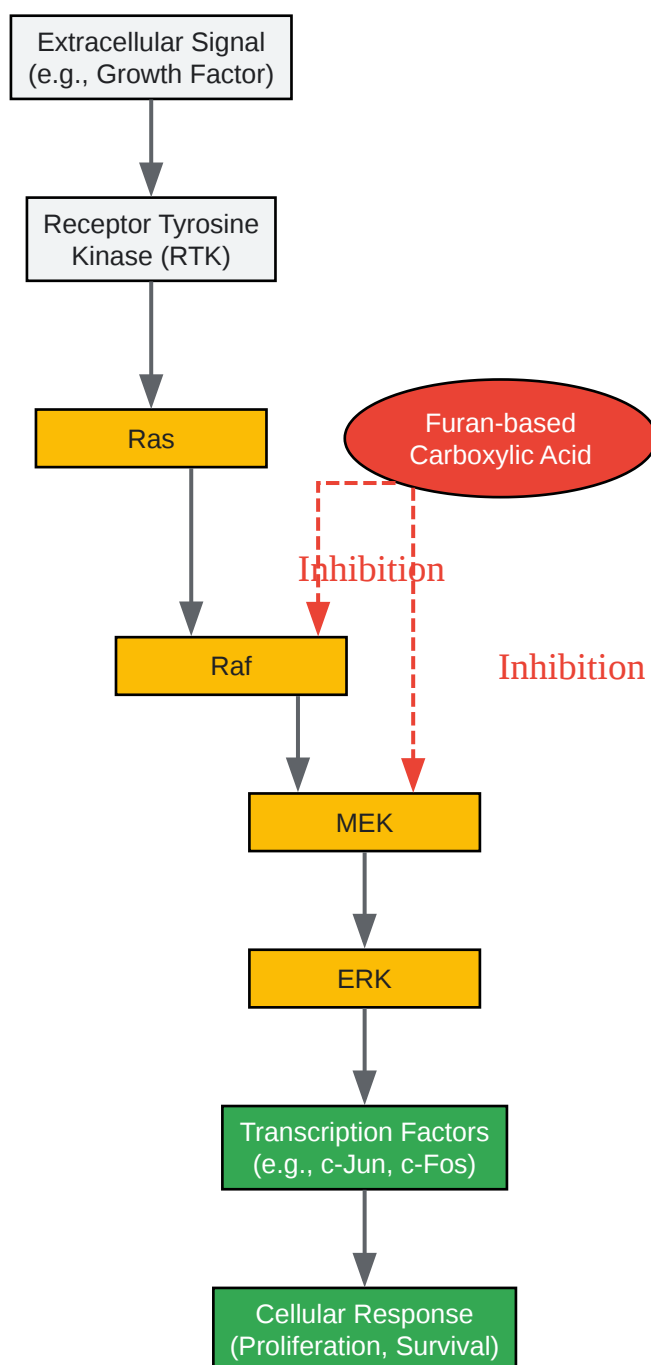 Extracellular Signal
(e.g., Growth Factor)
Receptor Tyrosine
Kinase (RTK)
Ras
Furan-based
Carboxylic Acid
Inhibition
Raf
Inhibition
MEK
ERK
Transcription Factors
(e.g., c-Jun, c-Fos)
Cellular Response
(Proliferation, Survival)